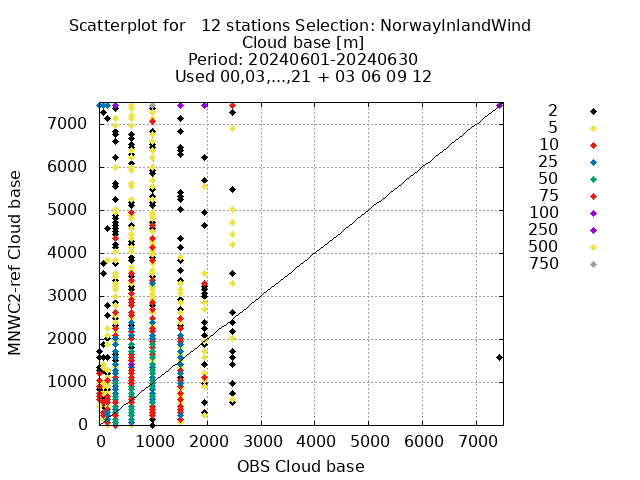 Scatterplot for   12 stations Selection: NorwayInlandWind
Cloud base [m]
Period: 20240601-20240630
Used 00,03,...,21 + 03 06 09 12
MNWC2-ref Cloud base
7000
6000
5000
4000
3000
2000
1000
0
0 1000 2000 3000 4000 5000 6000 7000
OBS Cloud base
2
5
10
25
50
75
100
250
500
750